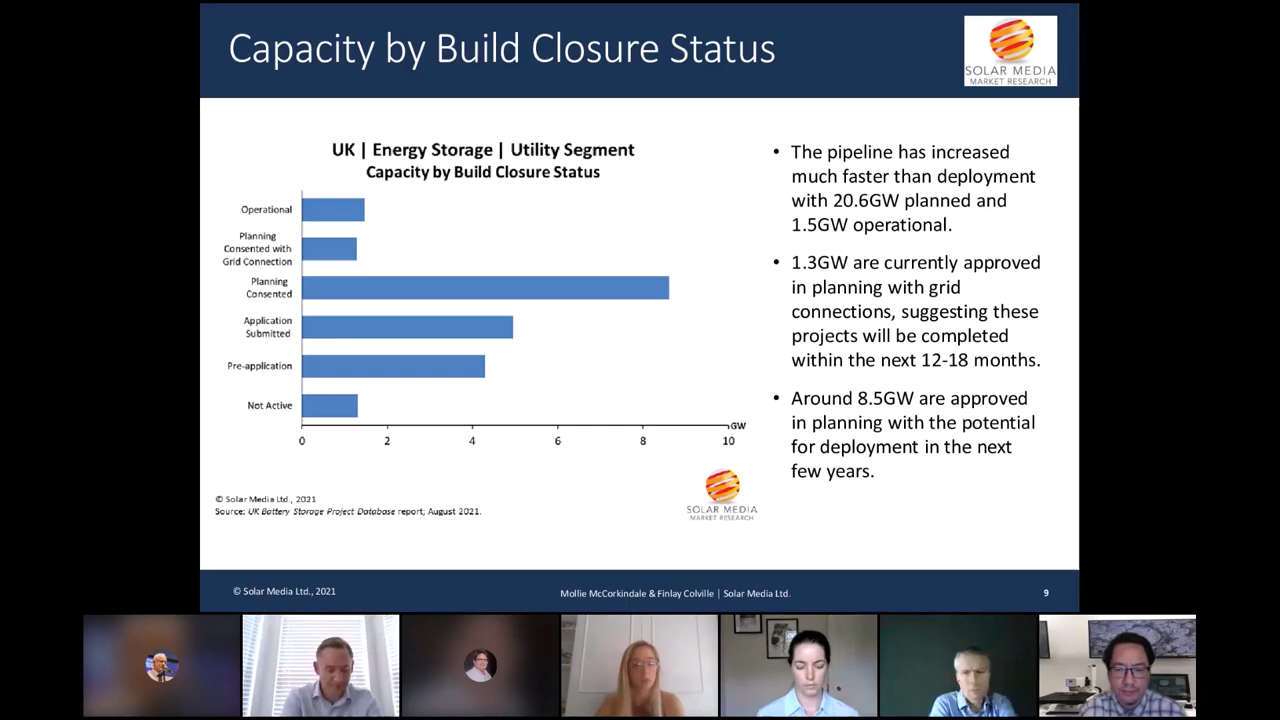 Capacity by Build Closure Status
SOLAR MEDIA
MARKET RESEARCH
UK | Energy Storage | Utility Segment
Capacity by Build Closure Status
Operational
Planning
Consented with
Grid Connection
Planning
Consented
Application
Submitted
Pre-application
Not Active
GW
0 2 4 6 8 10
© Solar Media Ltd., 2021
Source: UK Battery Storage Project Database report; August 2021.
SOLAR MEDIA
MARKET RESEARCH
• The pipeline has increased
much faster than deployment
with 20.6GW planned and
1.5GW operational.
• 1.3GW are currently approved
in planning with grid
connections, suggesting these
projects will be completed
within the next 12-18 months.
• Around 8.5GW are approved
in planning with the potential
for deployment in the next
few years.
© Solar Media Ltd., 2021
Mollie McCorkindale & Finlay Colville | Solar Media Ltd.
9